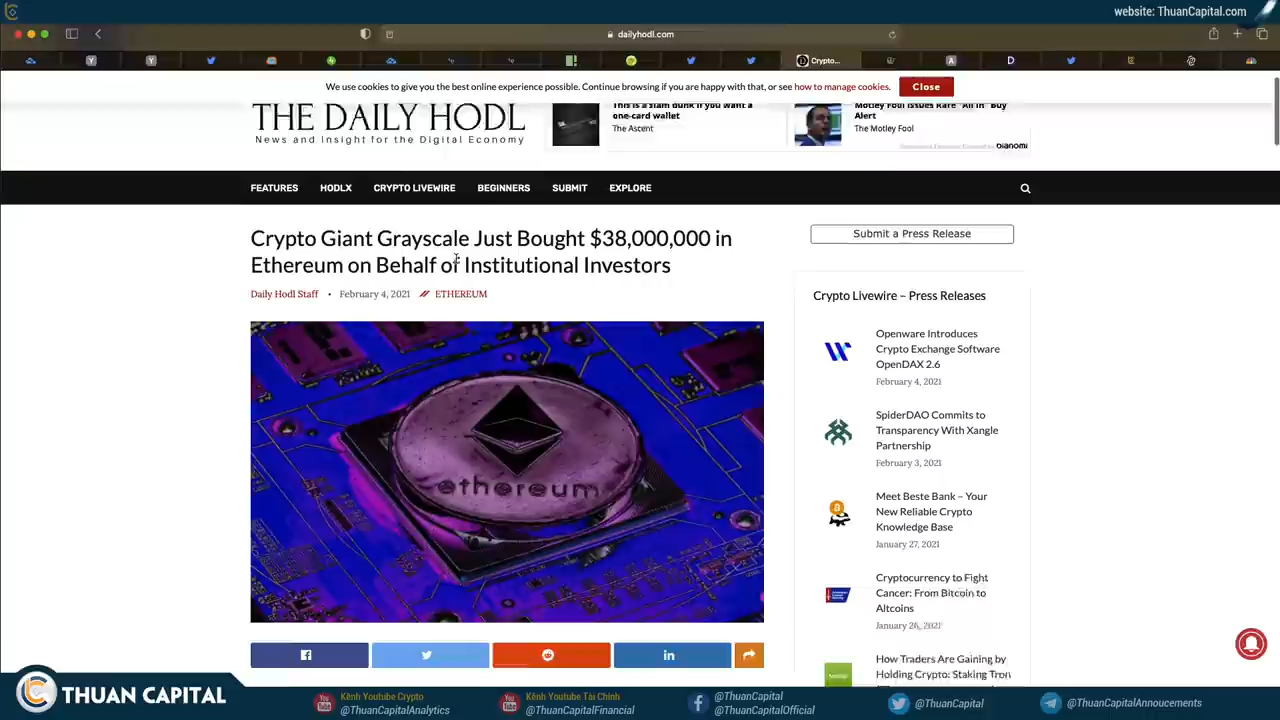 website: ThuanCapital.com
dailyhodl.com
Crypto...
We use cookies to give you the best online experience possible. Continue browsing if you are happy with that, or see how to manage cookies.
Close
THE DAILY HODL
News and Insight for the Digital Economy
This is a slam dunk if you want a
one-card wallet
The Ascent
Motley Fool Issues Rare "All In" Buy
Alert
The Motley Fool
DIANOMI
FEATURES
HODLX
CRYPTO LIVEWIRE
BEGINNERS
SUBMIT
EXPLORE
Crypto Giant Grayscale Just Bought $38,000,000 in
Ethereum on Behalf of Institutional Investors
Daily Hodl Staff • February 4, 2021 ETHEREUM
ethereum
Submit a Press Release
Crypto Livewire – Press Releases
Openware Introduces
Crypto Exchange Software
OpenDAX 2.6
February 4, 2021
SpiderDAO Commits to
Transparency With Xangle
Partnership
February 3, 2021
Meet Beste Bank – Your
New Reliable Crypto
Knowledge Base
January 27, 2021
Cryptocurrency to Fight
Cancer: From Bitcoin to
Altcoins
January 26, 2021
How Traders Are Gaining by
Holding Crypto: Staking Tron
THUAN CAPITAL
Kênh Youtube Crypto
@ThuanCapitalAnalytics
Kênh Youtube Tài Chính
@ThuanCapitalFinancial
@ThuanCapital
@ThuanCapitalOfficial
@ThuanCapital
@ThuanCapitalAnnoucements